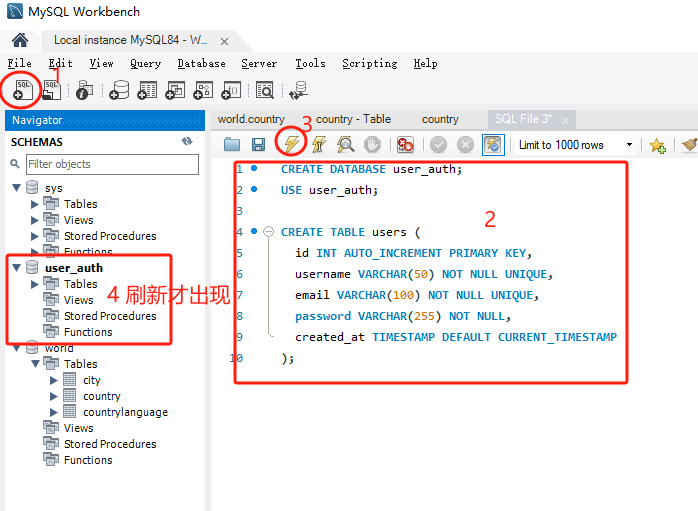 MySQL Workbench
Local instance MySQL84 - W...
File Edit View Query Database Server Tools Scripting Help
1
Navigator
SCHEMAS
Filter objects
sys
Tables
Views
Stored Procedures
Functions
user_auth
Tables
Views
Stored Procedures
Functions
4 刷新才出现
world
Tables
city
country
countrylanguage
Views
Stored Procedures
Functions
world.country country - Table country SQL File 3*
3
Limit to 1000 rows
1 CREATE DATABASE user_auth;
2 USE user_auth;
3
4 CREATE TABLE users (
5 id INT AUTO_INCREMENT PRIMARY KEY,
6 username VARCHAR(50) NOT NULL UNIQUE,
7 email VARCHAR(100) NOT NULL UNIQUE,
8 password VARCHAR(255) NOT NULL,
9 created_at TIMESTAMP DEFAULT CURRENT_TIMESTAMP
10 );
2